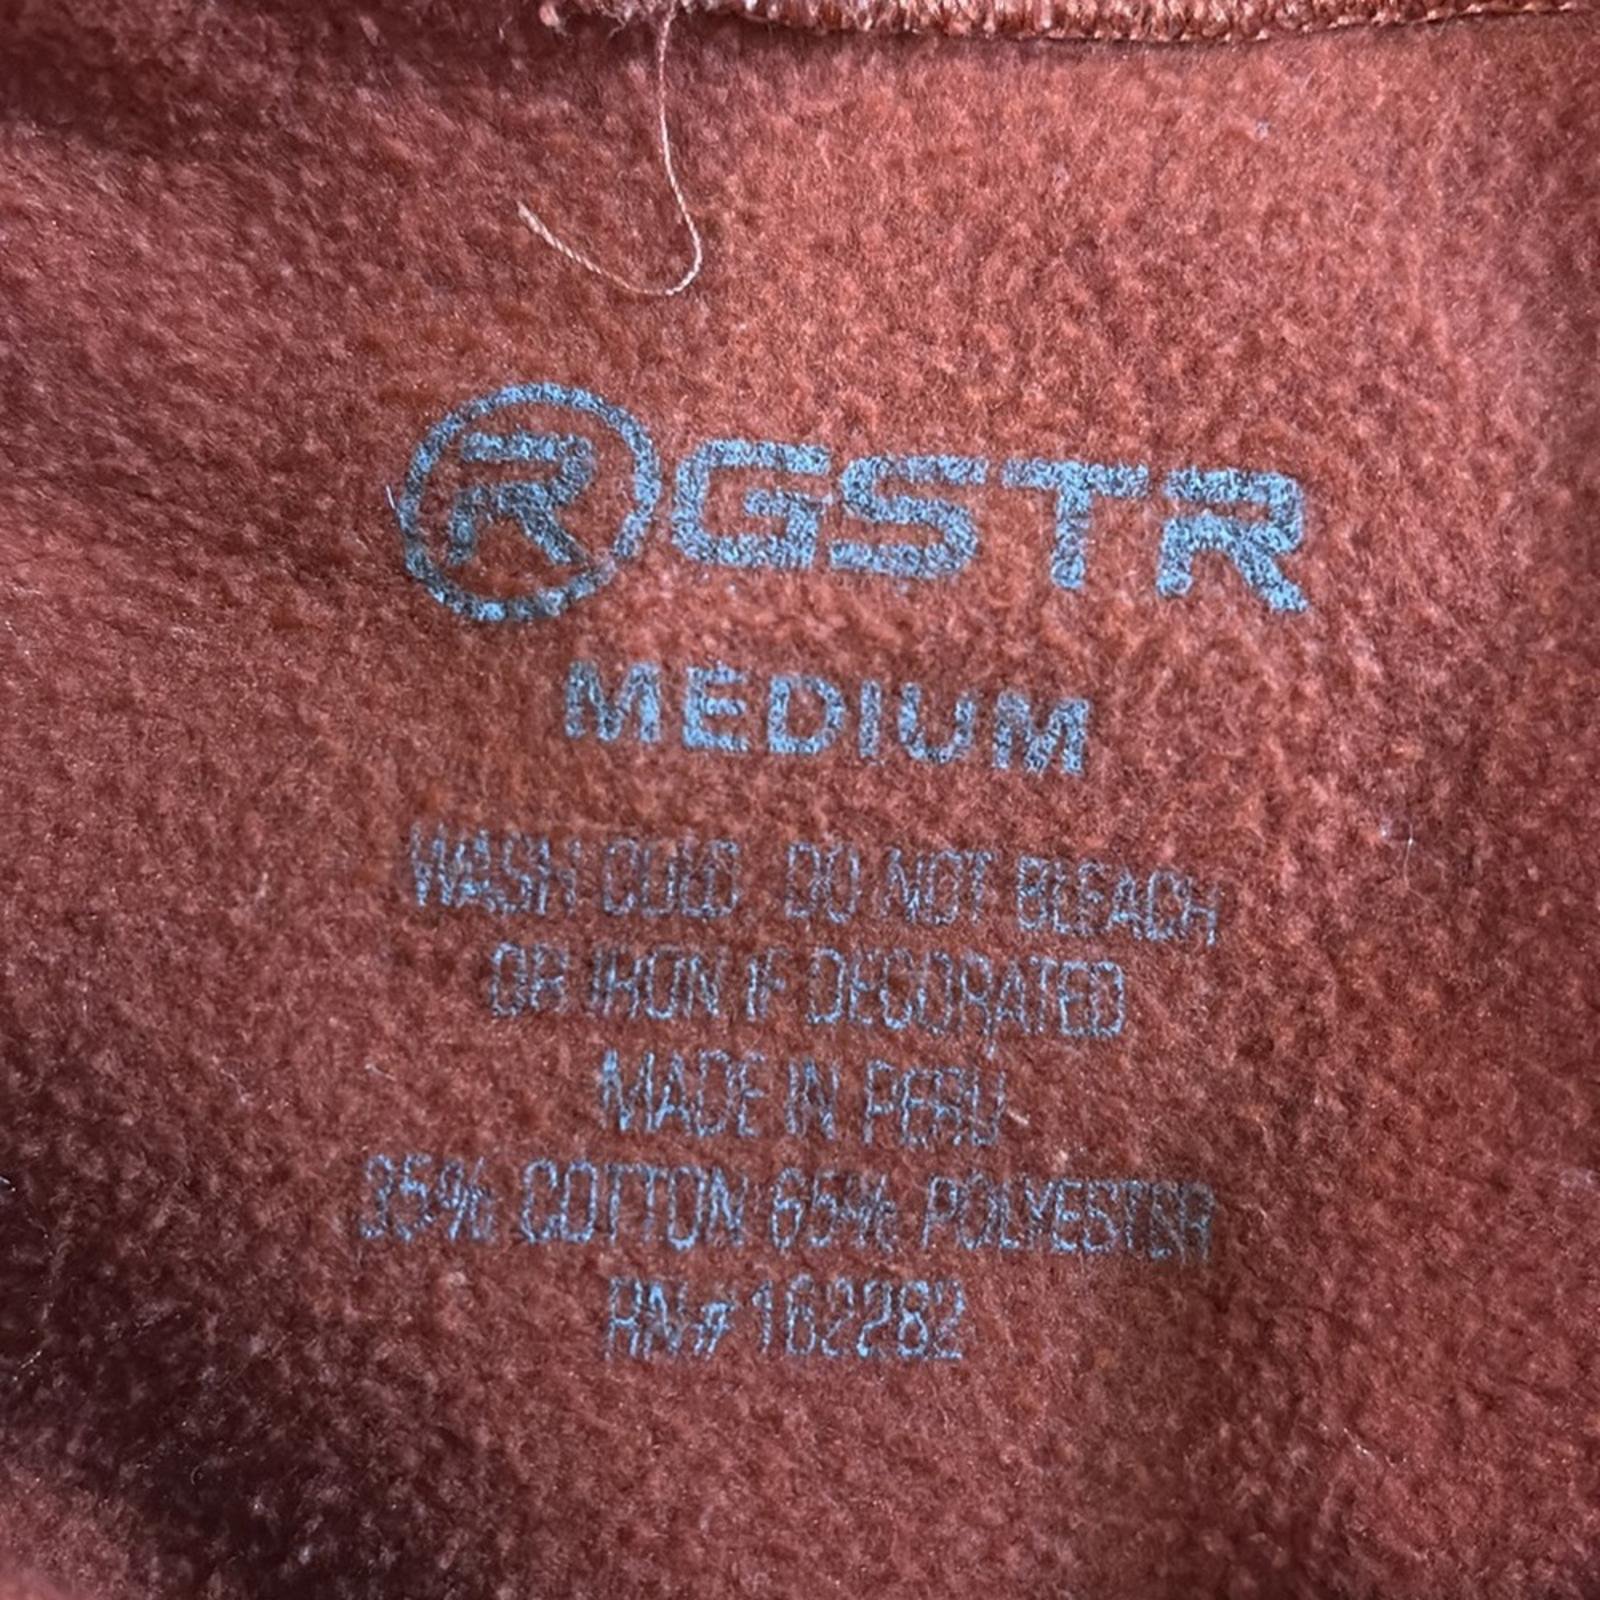 RGSTR
MEDIUM
WASH COLD. DO NOT BLEACH
OR IRON IF DECORATED
MADE IN PERU
35% COTTON 65% POLYESTER
RN#162282